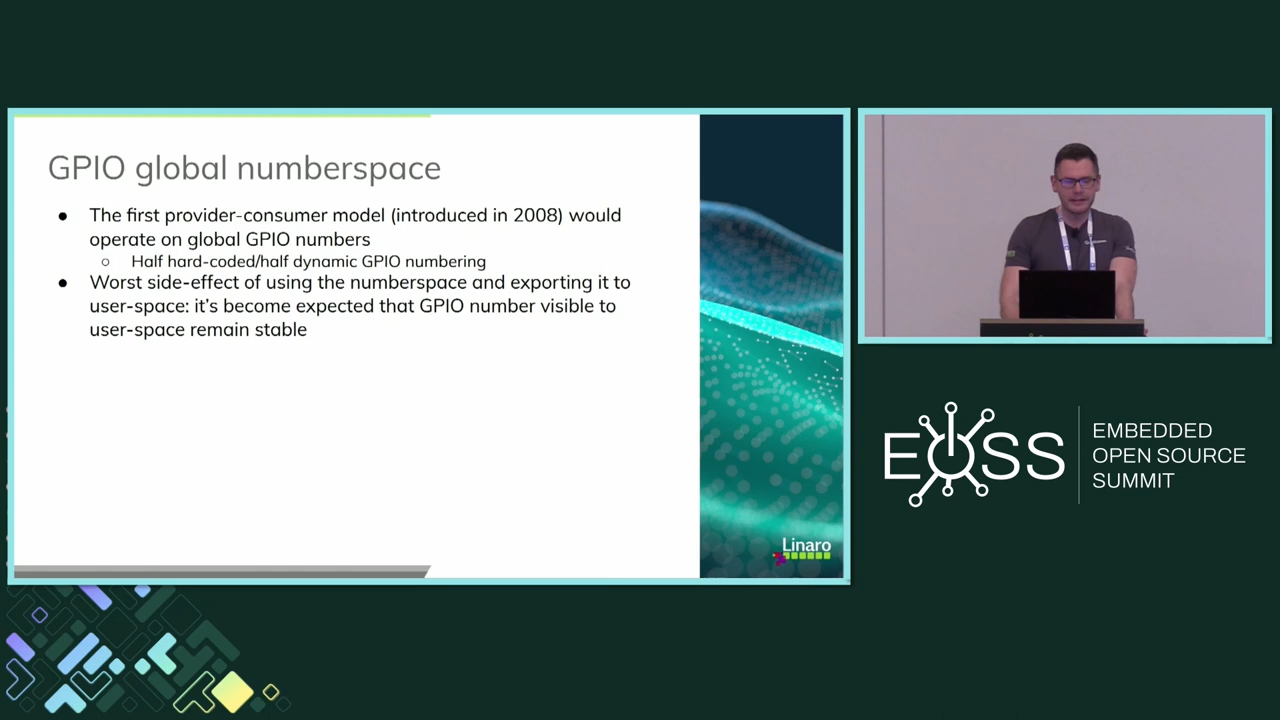 GPIO global numberspace
● The first provider-consumer model (introduced in 2008) would
operate on global GPIO numbers
○ Half hard-coded/half dynamic GPIO numbering
● Worst side-effect of using the numberspace and exporting it to
user-space: it's become expected that GPIO number visible to
user-space remain stable
Linaro
EOSS
EMBEDDED
OPEN SOURCE
SUMMIT